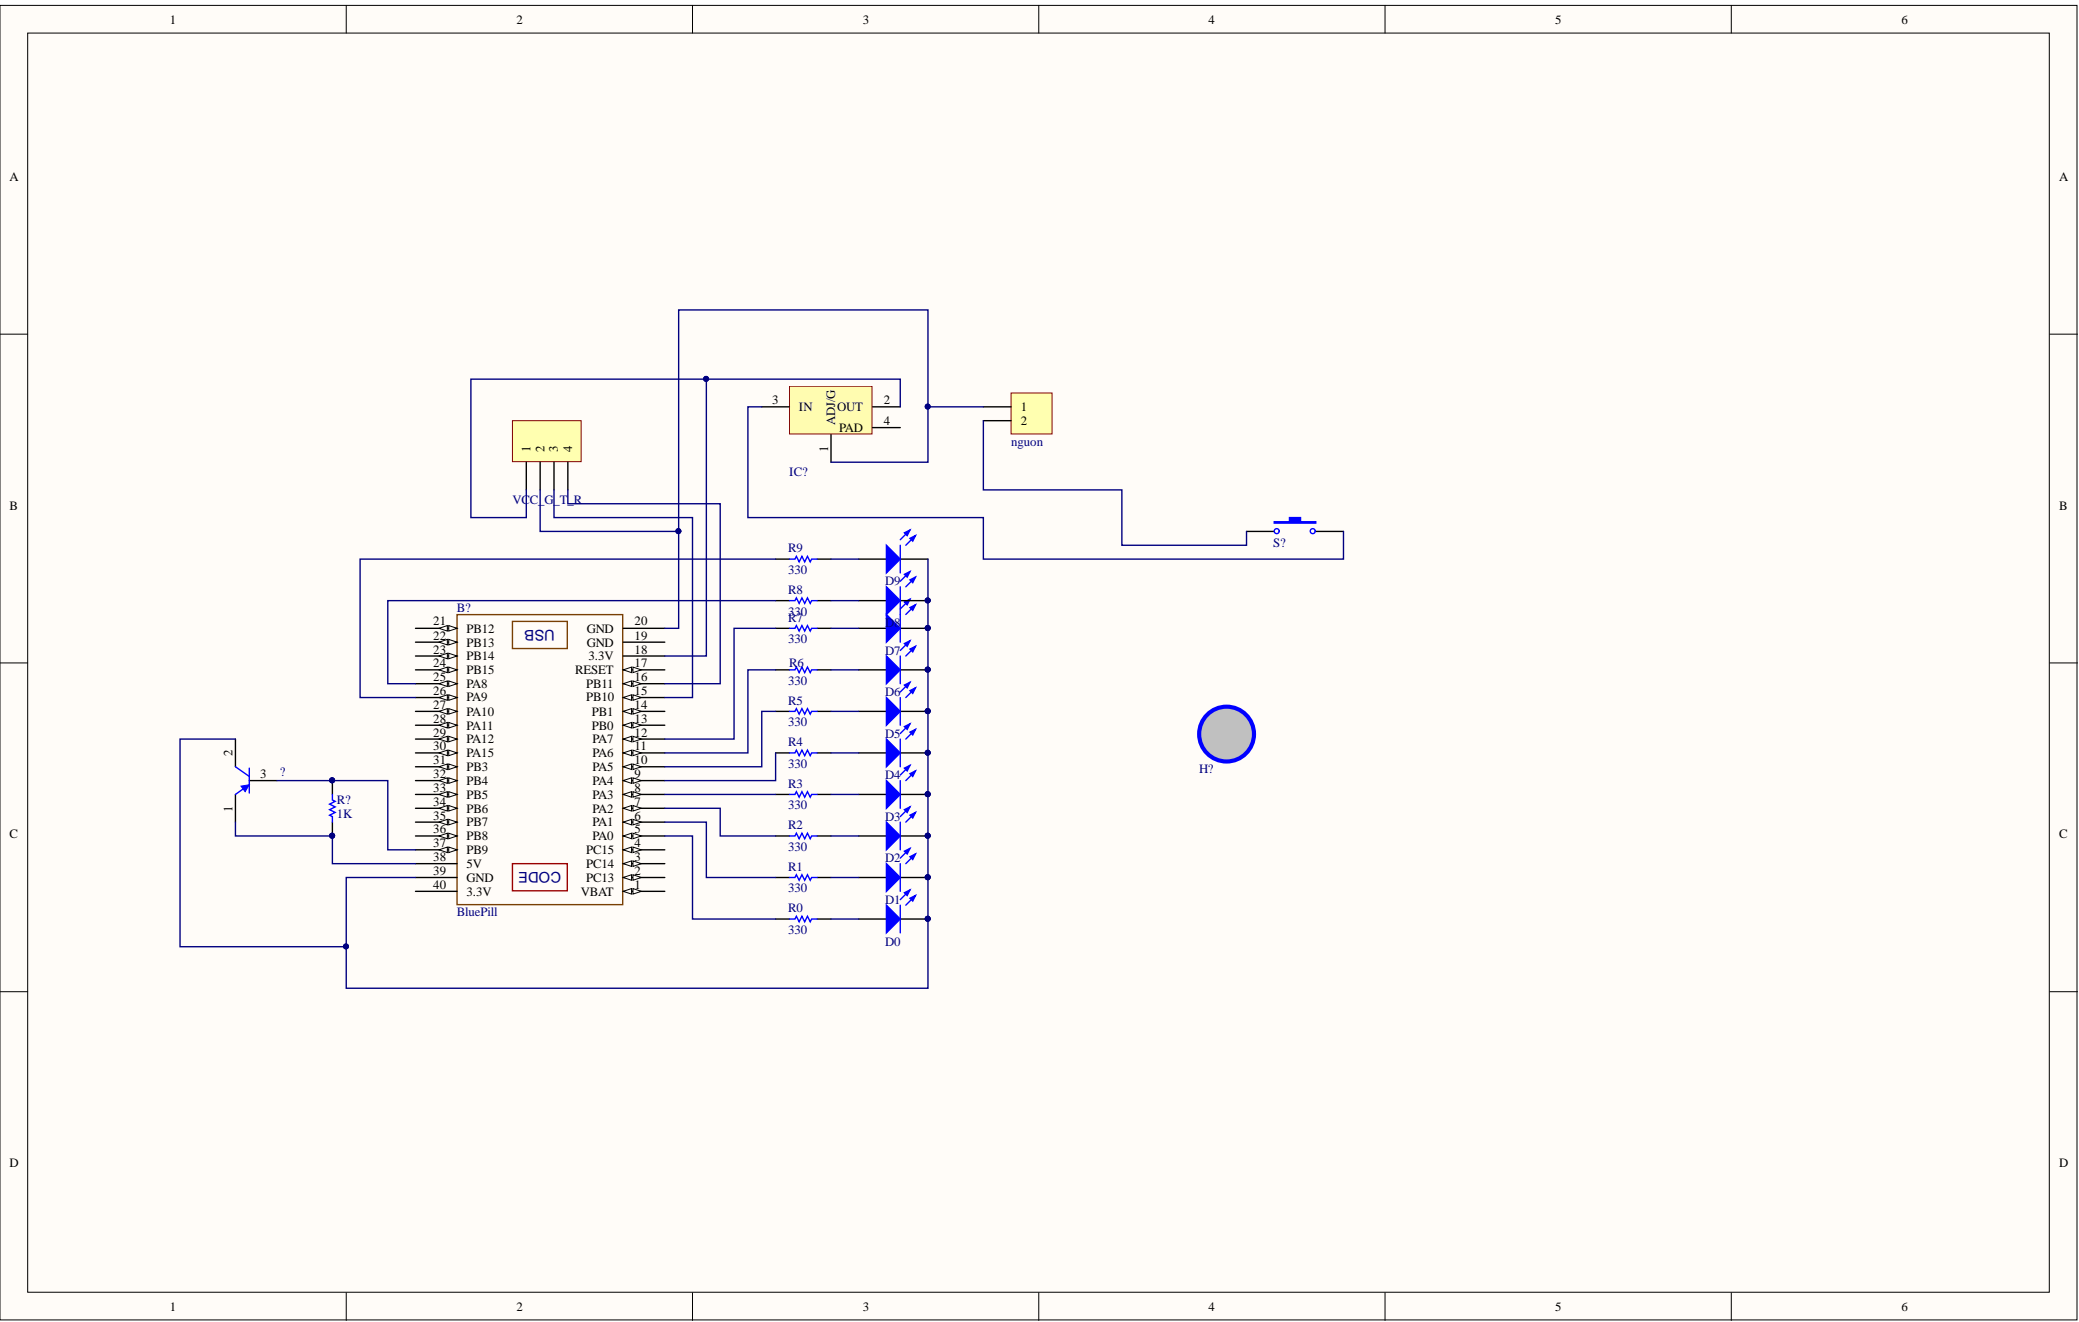 1 2 3 4 5 6
A A
3 IN ADJ/G OUT 2
PAD 4
1
IC?
1
2
nguon
1 2 3 4
VCC_G_T_R
B B
S?
R9
330
D9
R8
330
R7
330
D7
R6
330
D6
R5
330
D5
R4
330
D4
R3
330
D3
R2
330
D2
R1
330
D1
R0
330
D0
B?
USB
21 PB12 GND 20
22 PB13 GND 19
23 PB14 3.3V 18
24 PB15 RESET 17
25 PA8 PB11 16
26 PA9 PB10 15
27 PA10 PB1 14
28 PA11 PB0 13
29 PA12 PA7 12
30 PA15 PA6 11
31 PB3 PA5 10
32 PB4 PA4 9
33 PB5 PA3 8
34 PB6 PA2 7
35 PB7 PA1 6
36 PB8 PA0 5
37 PB9 PC15 4
38 5V PC14 3
39 GND PC13 2
40 3.3V VBAT 1
CODE
BluePill
2
3 ?
1
R?
1K
H?
C C
D D
1 2 3 4 5 6